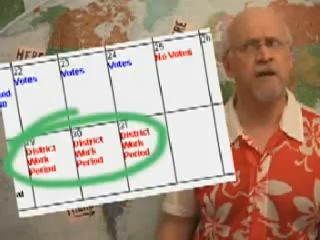 HERE
22 23 24 25 26
Votes Votes Votes No Votes
29 30 31
District District District
Work Work Work
Period Period Period